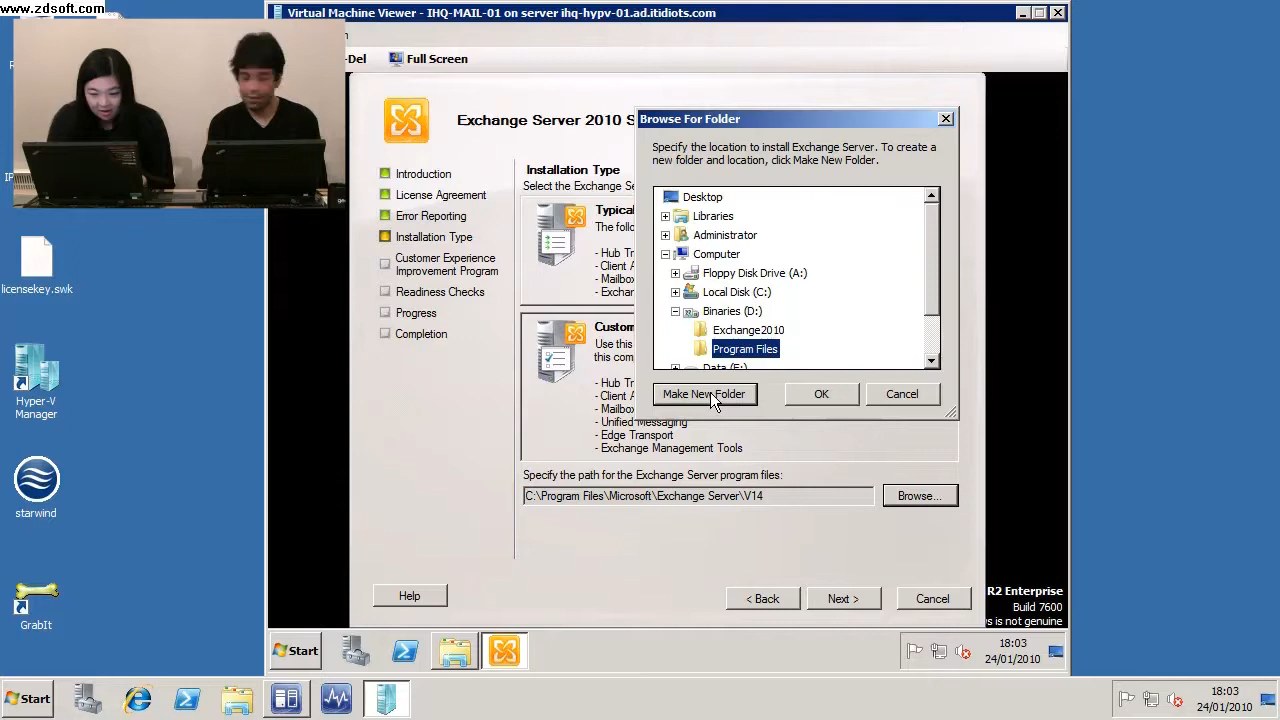 www.zdsoft.com
Virtual Machine Viewer - IHQ-MAIL-01 on server ihq-hypv-01.ad.itidiots.com
-Del
Full Screen
Exchange Server 2010 S
Introduction
License Agreement
Error Reporting
Installation Type
Customer Experience
Improvement Program
Readiness Checks
Progress
Completion
Installation Type
Select the Exchange Se
Typical
The follo
- Hub T
- Client A
- Mailbox
- Exchan
Custom
Use this
this com
- Hub Tr
- Client A
- Mailbo
- Unified Messaging
- Edge Transport
- Exchange Management Tools
Browse For Folder
Specify the location to install Exchange Server. To create a
new folder and location, click Make New Folder.
Desktop
Libraries
Administrator
Computer
Floppy Disk Drive (A:)
Local Disk (C:)
Binaries (D:)
Exchange2010
Program Files
Data (E:)
Make New Folder
OK
Cancel
Specify the path for the Exchange Server program files:
C:\Program Files\Microsoft\Exchange Server\V14
Browse...
Help
< Back
Next >
Cancel
R2 Enterprise
Build 7600
s is not genuine
Start
18:03
24/01/2010
licensekey.swk
Hyper-V
Manager
starwind
GrabIt
Start
18:03
24/01/2010